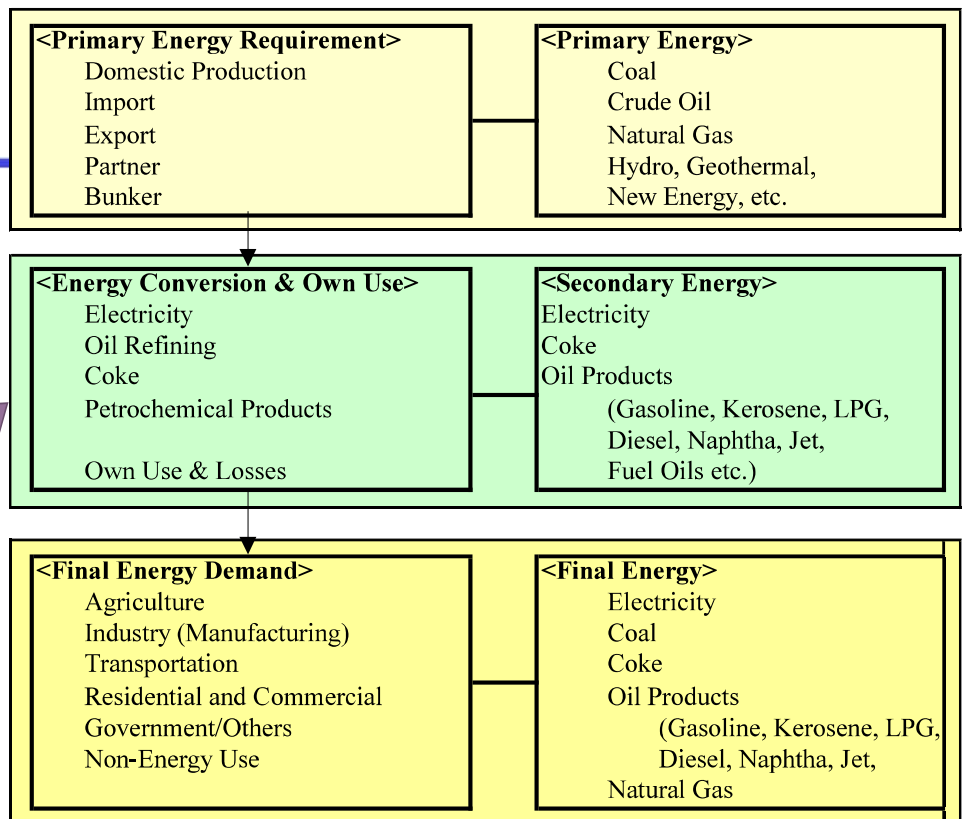 <Primary Energy Requirement>
Domestic Production
Import
Export
Partner
Bunker
<Primary Energy>
Coal
Crude Oil
Natural Gas
Hydro, Geothermal,
New Energy, etc.
<Energy Conversion & Own Use>
Electricity
Oil Refining
Coke
Petrochemical Products
Own Use & Losses
<Secondary Energy>
Electricity
Coke
Oil Products
(Gasoline, Kerosene, LPG,
Diesel, Naphtha, Jet,
Fuel Oils etc.)
<Final Energy Demand>
Agriculture
Industry (Manufacturing)
Transportation
Residential and Commercial
Government/Others
Non-Energy Use
<Final Energy>
Electricity
Coal
Coke
Oil Products
(Gasoline, Kerosene, LPG,
Diesel, Naphtha, Jet,
Natural Gas